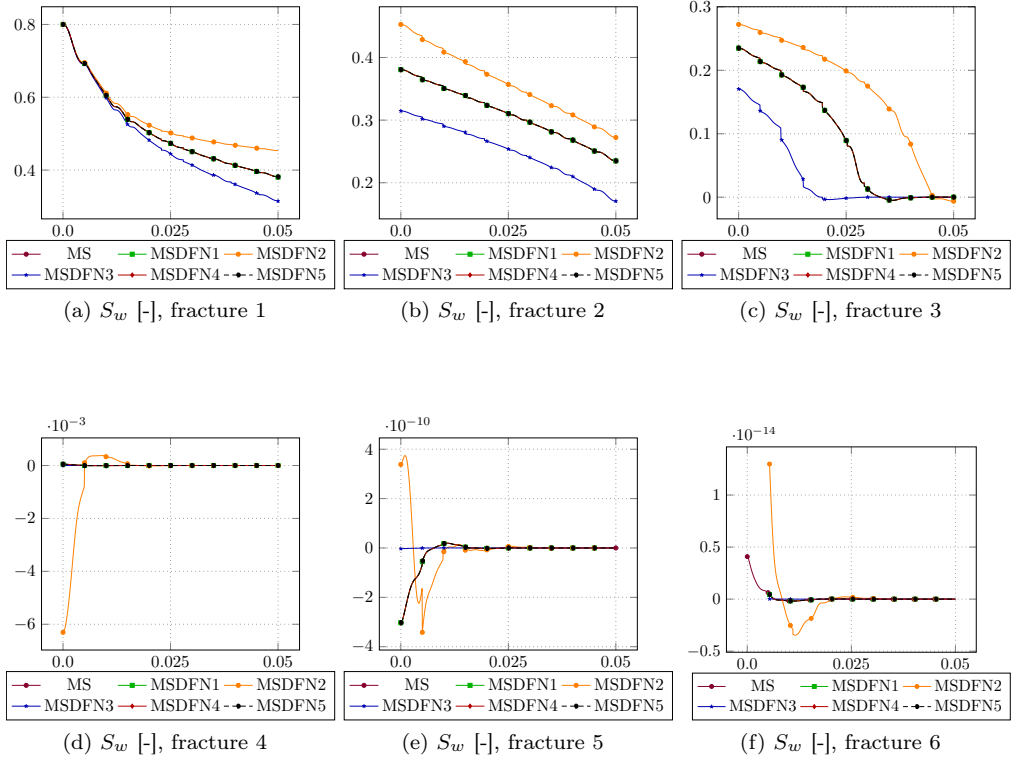 0.8
0.6
0.4
0.0 0.025 0.05
MS MSDFN1 MSDFN2
MSDFN3 MSDFN4 MSDFN5
(a) S_w [-], fracture 1
0.4
0.3
0.2
0.0 0.025 0.05
MS MSDFN1 MSDFN2
MSDFN3 MSDFN4 MSDFN5
(b) S_w [-], fracture 2
0.3
0.2
0.1
0
0.0 0.025 0.05
MS MSDFN1 MSDFN2
MSDFN3 MSDFN4 MSDFN5
(c) S_w [-], fracture 3
·10^−3
0
−2
−4
−6
0.0 0.025 0.05
MS MSDFN1 MSDFN2
MSDFN3 MSDFN4 MSDFN5
(d) S_w [-], fracture 4
·10^−10
4
2
0
−2
−4
0.0 0.025 0.05
MS MSDFN1 MSDFN2
MSDFN3 MSDFN4 MSDFN5
(e) S_w [-], fracture 5
·10^−14
1
0.5
0
−0.5
0.0 0.025 0.05
MS MSDFN1 MSDFN2
MSDFN3 MSDFN4 MSDFN5
(f) S_w [-], fracture 6